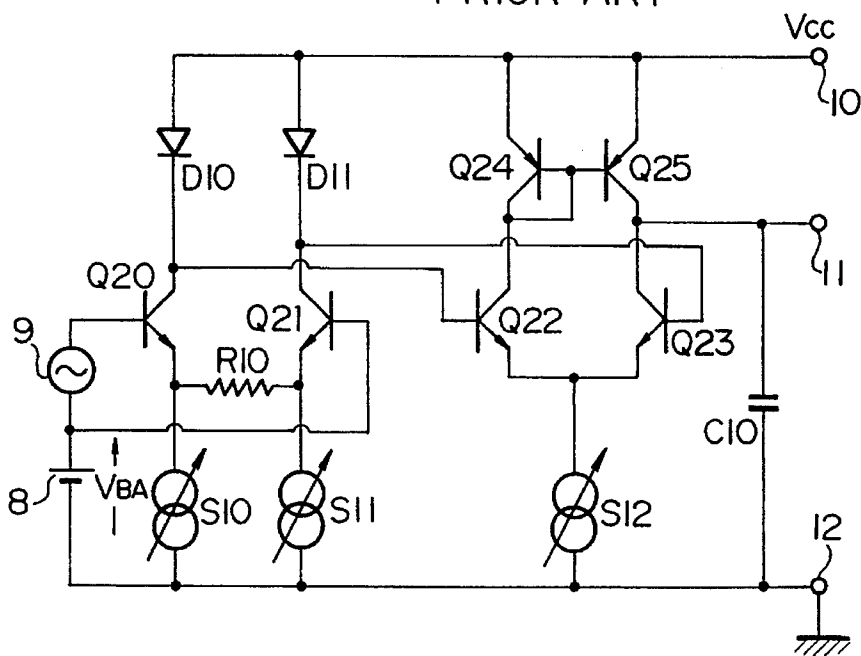 PRIOR ART
Vcc
10
D10
D11
Q24
Q25
11
Q20
Q21
Q22
Q23
9
R10
C10
8
VBA
S10
S11
S12
12